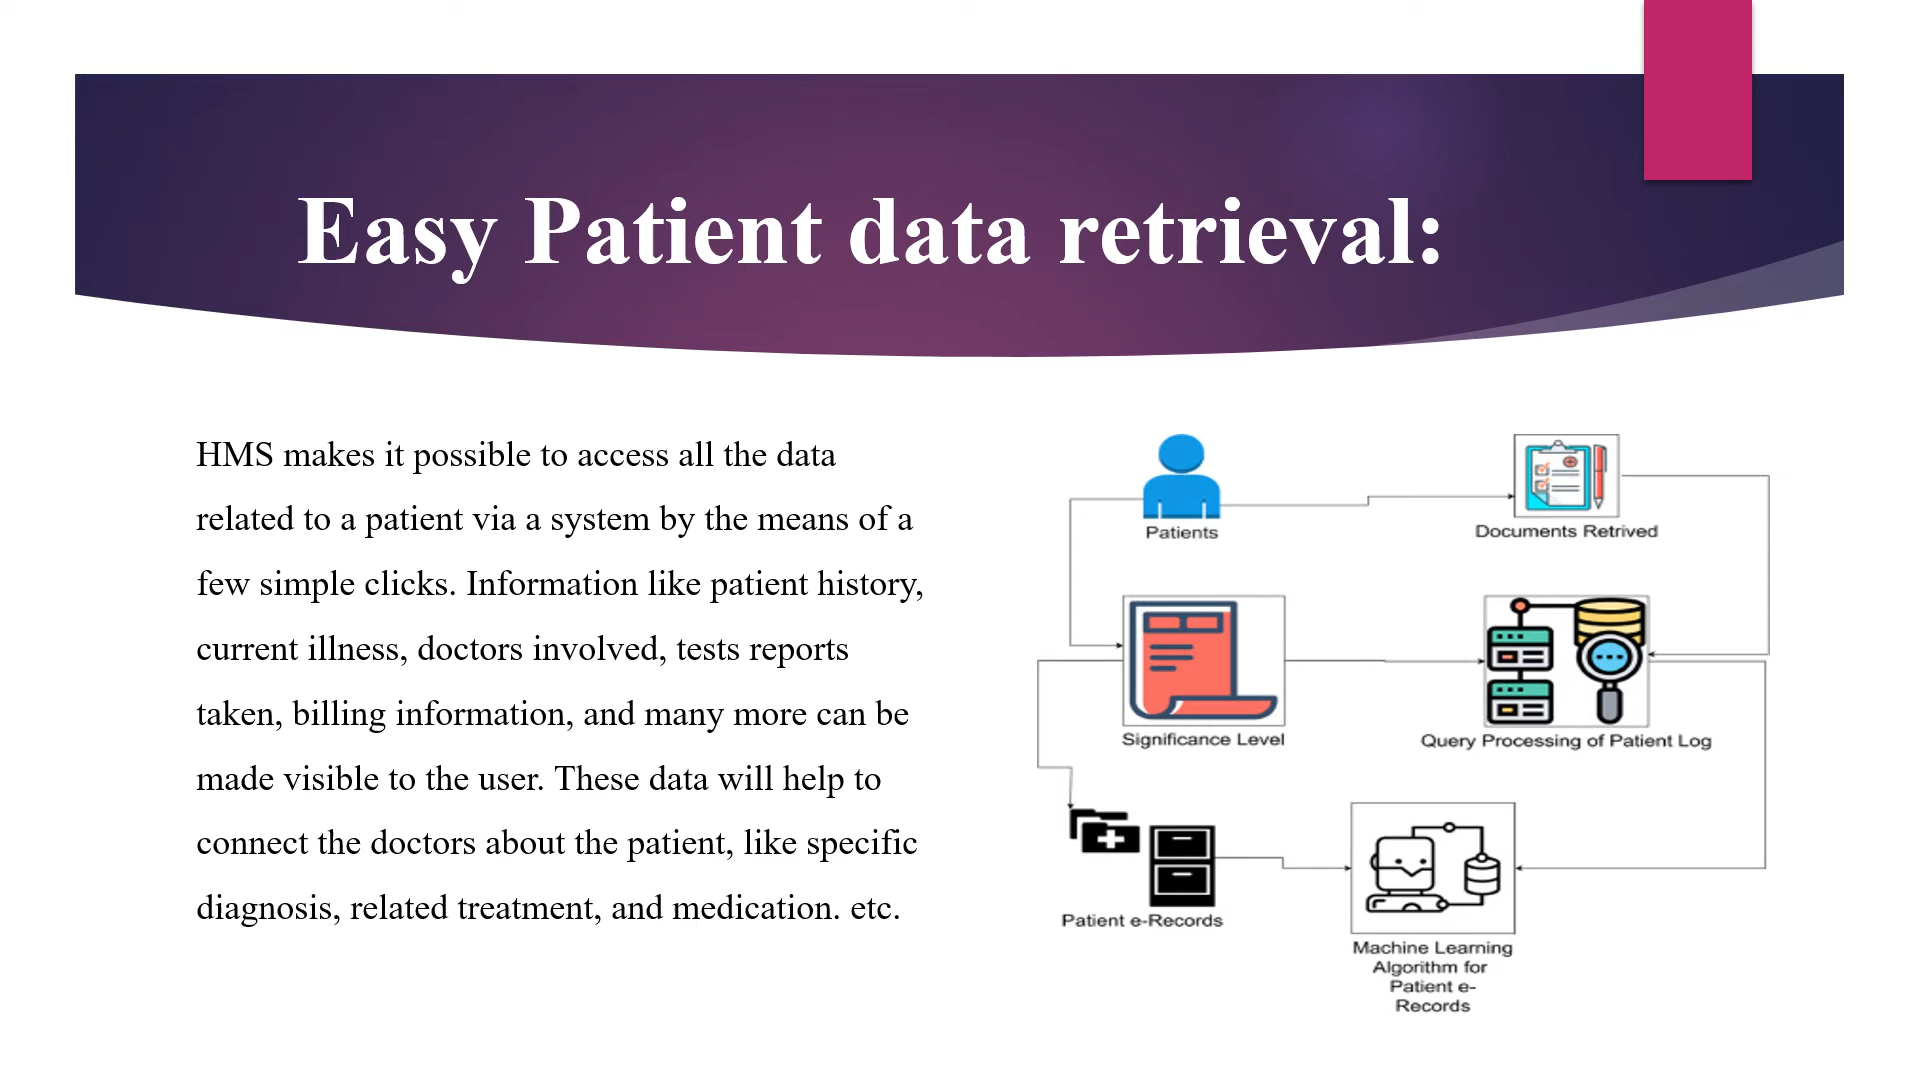 Easy Patient data retrieval:
HMS makes it possible to access all the data
related to a patient via a system by the means of a
few simple clicks. Information like patient history,
current illness, doctors involved, tests reports
taken, billing information, and many more can be
made visible to the user. These data will help to
connect the doctors about the patient, like specific
diagnosis, related treatment, and medication. etc.
Patients
Documents Retrived
Significance Level
Query Processing of Patient Log
Patient e-Records
Machine Learning
Algorithm for
Patient e-
Records